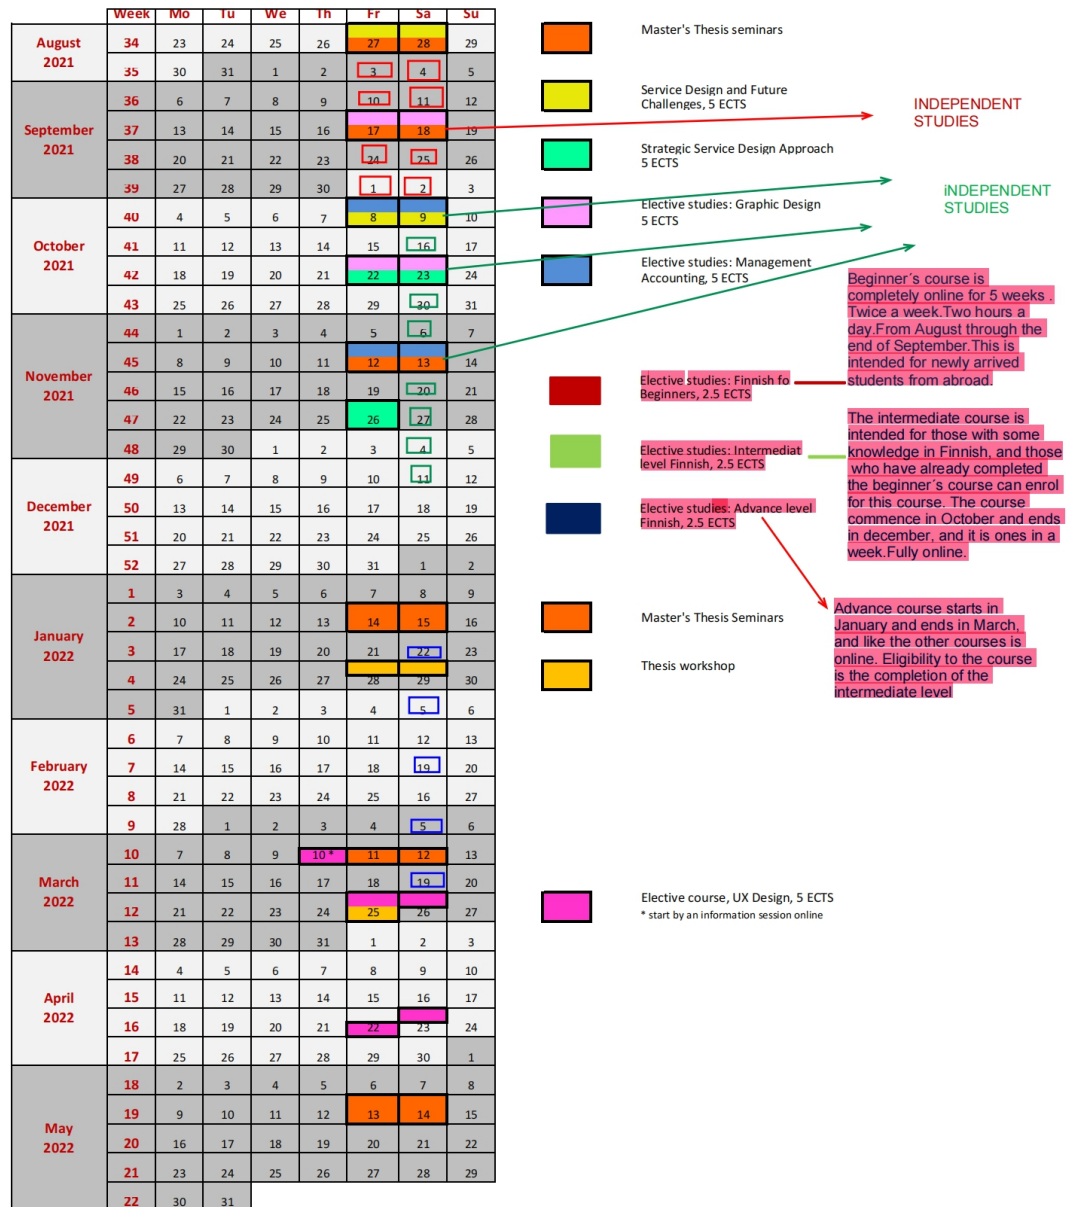 Week Mo Tu We Th Fr Sa Su
August 2021 34 23 24 25 26 27 28 29
35 30 31 1 2 3 4 5
September 2021 36 6 7 8 9 10 11 12
37 13 14 15 16 17 18 19
38 20 21 22 23 24 25 26
39 27 28 29 30 1 2 3
October 2021 40 4 5 6 7 8 9 10
41 11 12 13 14 15 16 17
42 18 19 20 21 22 23 24
43 25 26 27 28 29 30 31
November 2021 44 1 2 3 4 5 6 7
45 8 9 10 11 12 13 14
46 15 16 17 18 19 20 21
47 22 23 24 25 26 27 28
48 29 30 1 2 3 4 5
December 2021 49 6 7 8 9 10 11 12
50 13 14 15 16 17 18 19
51 20 21 22 23 24 25 26
52 27 28 29 30 31 1 2
January 2022 1 3 4 5 6 7 8 9
2 10 11 12 13 14 15 16
3 17 18 19 20 21 22 23
4 24 25 26 27 28 29 30
5 31 1 2 3 4 5 6
February 2022 6 7 8 9 10 11 12 13
7 14 15 16 17 18 19 20
8 21 22 23 24 25 16 27
9 28 1 2 3 4 5 6
March 2022 10 7 8 9 10 * 11 12 13
11 14 15 16 17 18 19 20
12 21 22 23 24 25 26 27
13 28 29 30 31 1 2 3
April 2022 14 4 5 6 7 8 9 10
15 11 12 13 14 15 16 17
16 18 19 20 21 22 23 24
17 25 26 27 28 29 30 1
May 2022 18 2 3 4 5 6 7 8
19 9 10 11 12 13 14 15
20 16 17 18 19 20 21 22
21 23 24 25 26 27 28 29
22 30 31
Master's Thesis seminars
Service Design and Future
Challenges, 5 ECTS
Strategic Service Design Approach
5 ECTS
Elective studies: Graphic Design
5 ECTS
Elective studies: Management
Accounting, 5 ECTS
INDEPENDENT
STUDIES
iNDEPENDENT
STUDIES
Elective studies: Finnish fo
Beginners, 2.5 ECTS
Beginner´s course is
completely online for 5 weeks .
Twice a week.Two hours a
day.From August through the
end of September.This is
intended for newly arrived
students from abroad.
Elective studies: Intermediat
level Finnish, 2.5 ECTS
The intermediate course is
intended for those with some
knowledge in Finnish, and those
who have already completed
the beginner´s course can enrol
for this course. The course
commence in October and ends
in december, and it is ones in a
week.Fully online.
Elective studies: Advance level
Finnish, 2.5 ECTS
Advance course starts in
January and ends in March,
and like the other courses is
online. Eligibility to the course
is the completion of the
intermediate level
Master's Thesis Seminars
Thesis workshop
Elective course, UX Design, 5 ECTS
* start by an information session online